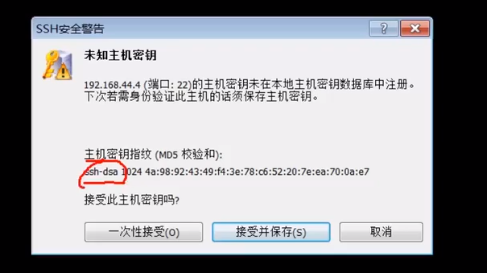 SSH安全警告
未知主机密钥
192.168.44.4 (端口: 22)的主机密钥未在本地主机密钥数据库中注册。
下次若需身份验证此主机的话须保存主机密钥。
主机密钥指纹 (MD5 校验和):
ssh-dsa 1024 4a:98:92:43:49:f4:3e:78:c6:52:20:7e:ea:70:0a:e7
接受此主机密钥吗?
一次性接受(O) 接受并保存(S) 取消